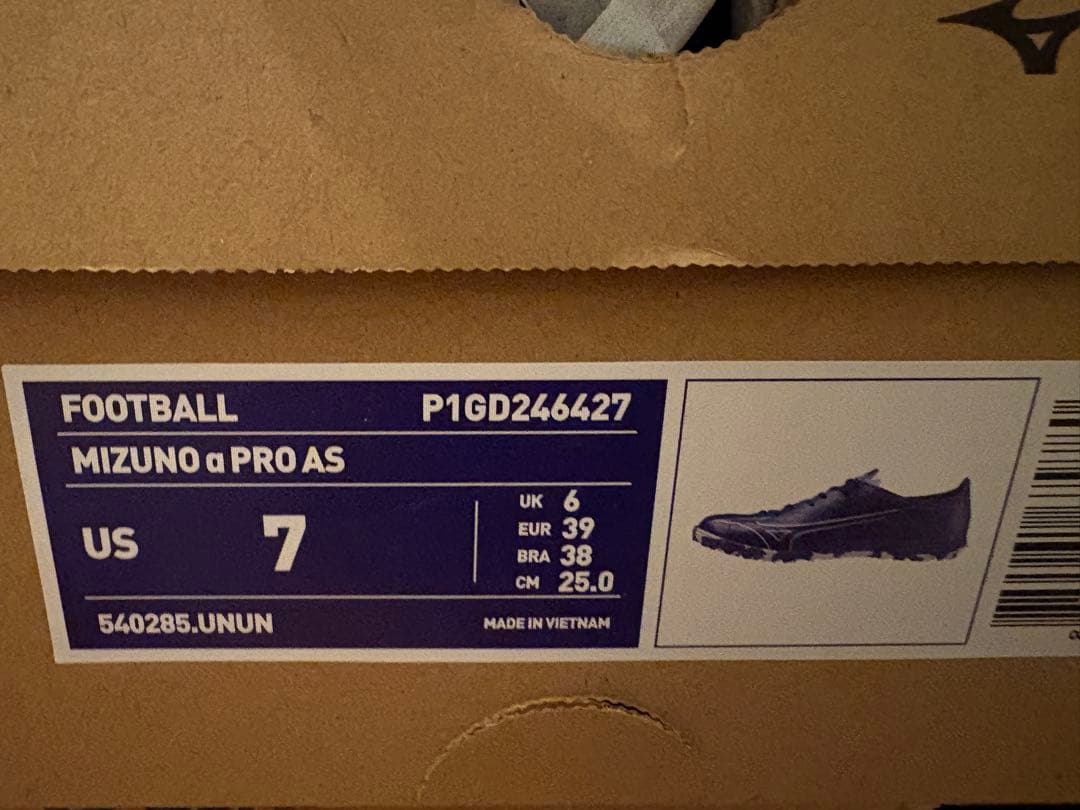 FOOTBALL P1GD246427
MIZUNO α PRO AS
US 7
UK 6
EUR 39
BRA 38
CM 25.0
540285.UNUN MADE IN VIETNAM